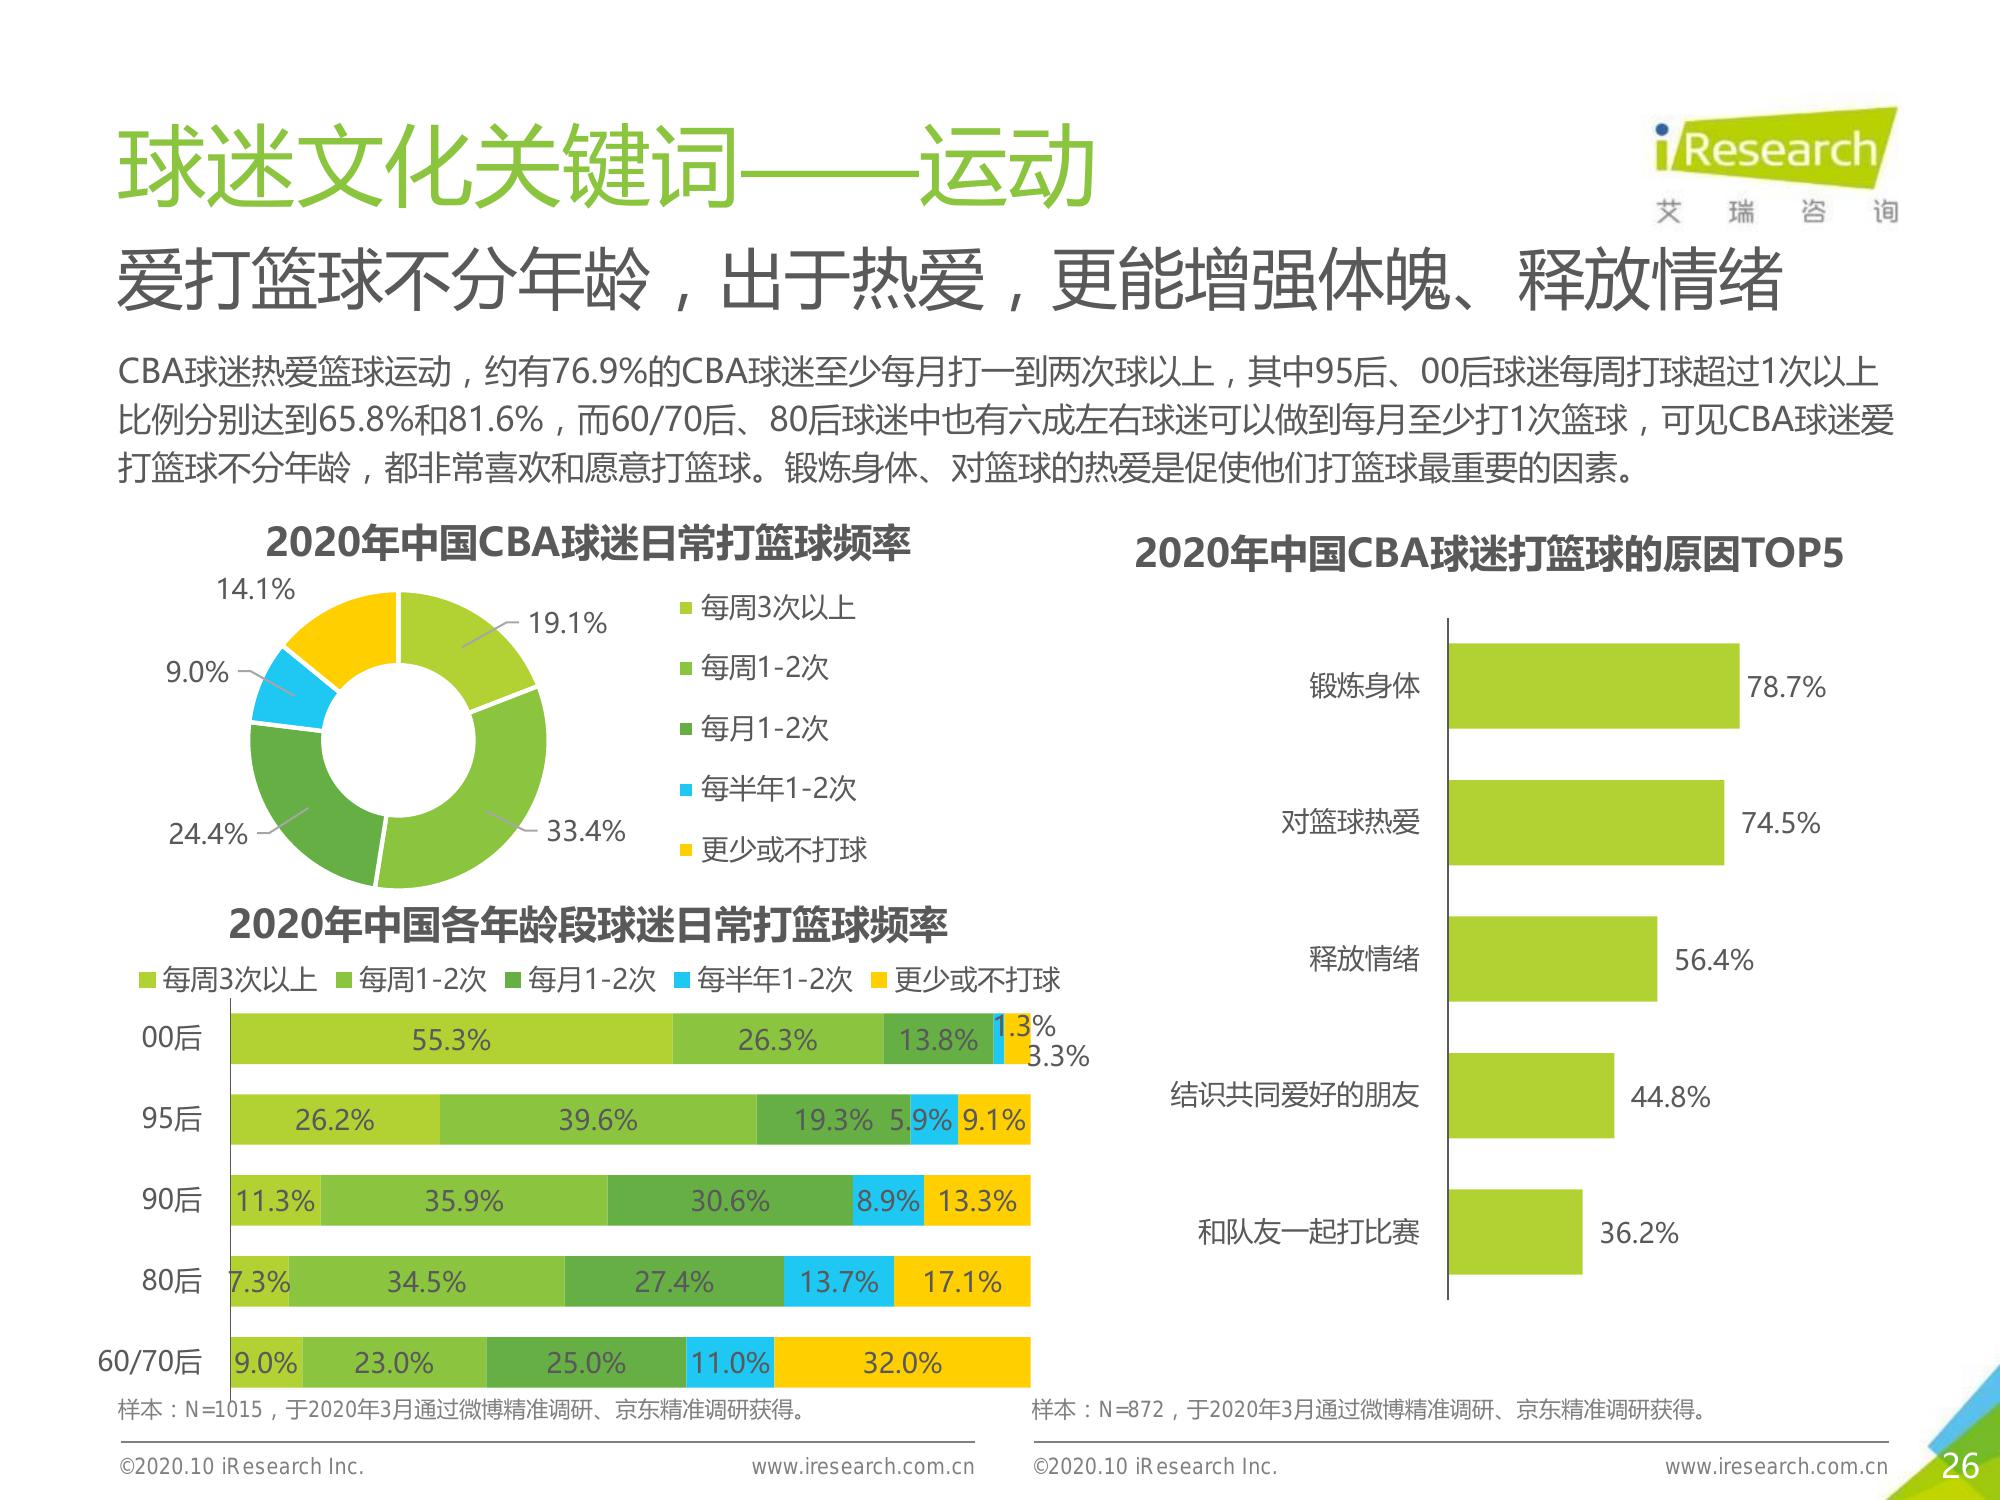 球迷文化关键词——运动
iResearch
艾瑞咨询
爱打篮球不分年龄，出于热爱，更能增强体魄、释放情绪
CBA球迷热爱篮球运动，约有76.9%的CBA球迷至少每月打一到两次球以上，其中95后、00后球迷每周打球超过1次以上
比例分别达到65.8%和81.6%，而60/70后、80后球迷中也有六成左右球迷可以做到每月至少打1次篮球，可见CBA球迷爱
打篮球不分年龄，都非常喜欢和愿意打篮球。锻炼身体、对篮球的热爱是促使他们打篮球最重要的因素。
2020年中国CBA球迷日常打篮球频率
14.1%
19.1%
9.0%
24.4%
33.4%
每周3次以上
每周1-2次
每月1-2次
每半年1-2次
更少或不打球
2020年中国各年龄段球迷日常打篮球频率
每周3次以上 每周1-2次 每月1-2次 每半年1-2次 更少或不打球
00后 55.3% 26.3% 13.8% 1.3% 3.3%
95后 26.2% 39.6% 19.3% 5.9% 9.1%
90后 11.3% 35.9% 30.6% 8.9% 13.3%
80后 7.3% 34.5% 27.4% 13.7% 17.1%
60/70后 9.0% 23.0% 25.0% 11.0% 32.0%
样本：N=1015，于2020年3月通过微博精准调研、京东精准调研获得。
©2020.10 iResearch Inc. www.iresearch.com.cn
2020年中国CBA球迷打篮球的原因TOP5
锻炼身体 78.7%
对篮球热爱 74.5%
释放情绪 56.4%
结识共同爱好的朋友 44.8%
和队友一起打比赛 36.2%
样本：N=872，于2020年3月通过微博精准调研、京东精准调研获得。
©2020.10 iResearch Inc. www.iresearch.com.cn
26